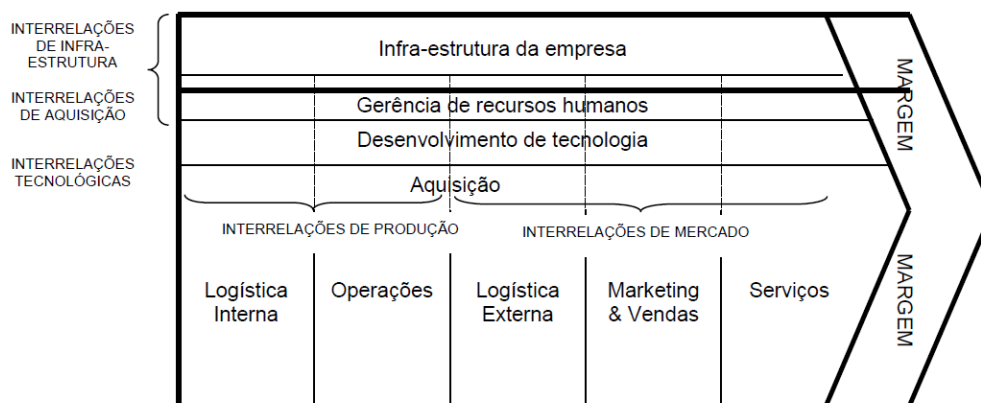 INTERRELAÇÕES
DE INFRA-
ESTRUTURA
INTERRELAÇÕES
DE AQUISIÇÃO
INTERRELAÇÕES
TECNOLÓGICAS
Infra-estrutura da empresa
Gerência de recursos humanos
Desenvolvimento de tecnologia
Aquisição
INTERRELAÇÕES DE PRODUÇÃO
INTERRELAÇÕES DE MERCADO
Logística
Interna
Operações
Logística
Externa
Marketing
& Vendas
Serviços
MARGEM
MARGEM